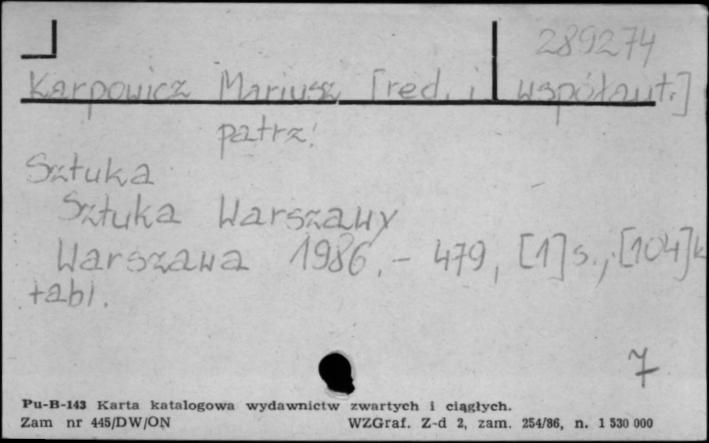 289274
Karpowicz Mariusz [red. i współaut.]
patrz:
Sztuka
Sztuka Warszawy
Warszawa 1986.- 479, [1] s., [104] k
tabl.
7
Pu-B-143 Karta katalogowa wydawnictw zwartych i ciągłych.
Zam nr 445/DW/ON WZGraf. Z-d 2, zam. 254/86, n. 1 530 000